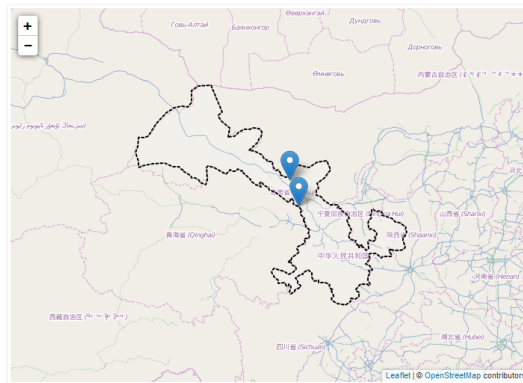 +
−
Говь-Алтай
Баянхонгор
Өвөрхангай
Дундговь
Дорноговь
Өмнөговь
内蒙古自治区
宁夏回族自治区
山西省 (Shanxi)
陕西省 (Shaanxi)
青海省 (Qinghai)
中华人民共和国
河南省 (Henan)
西藏自治区
四川省 (Sichuan)
湖北省 (Hubei)
Leaflet | © OpenStreetMap contributors